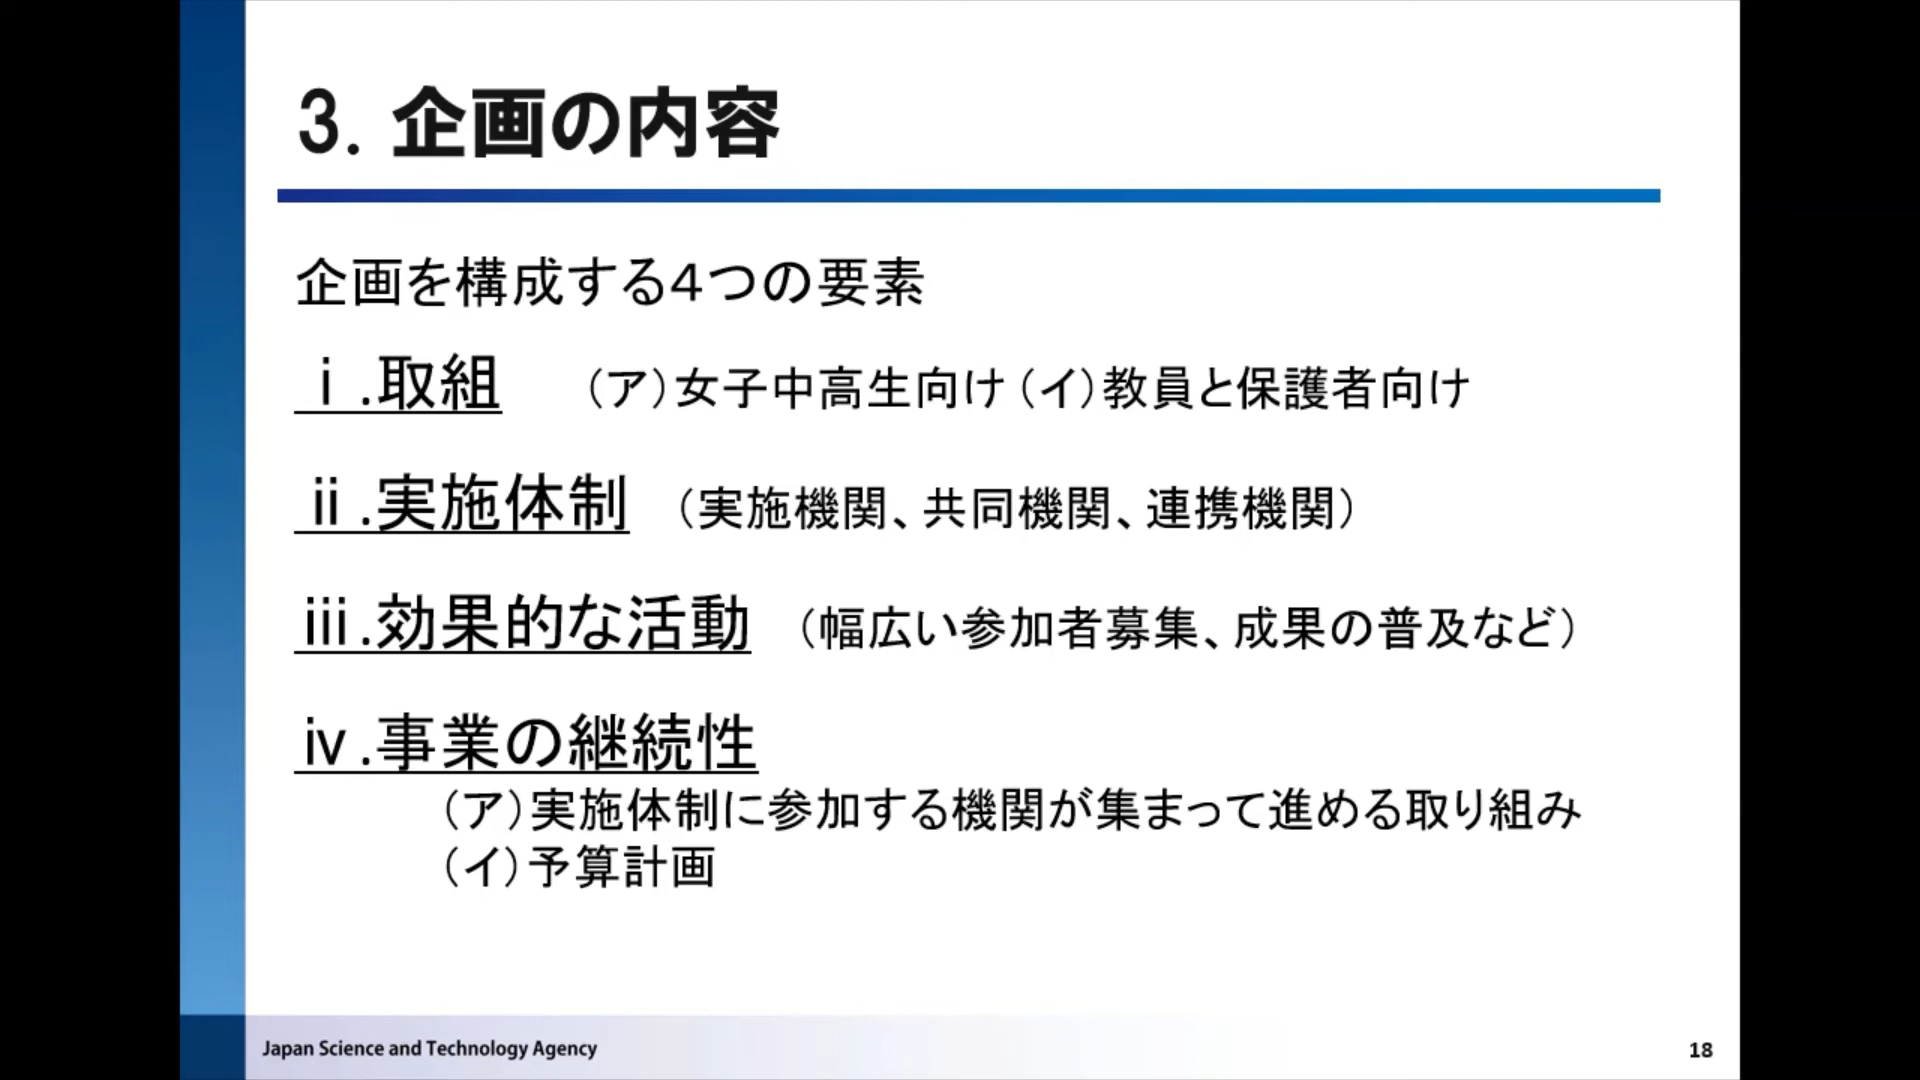 3. 企画の内容
企画を構成する４つの要素
ⅰ.取組 （ア）女子中高生向け（イ）教員と保護者向け
ⅱ.実施体制 （実施機関、共同機関、連携機関）
ⅲ.効果的な活動 （幅広い参加者募集、成果の普及など）
ⅳ.事業の継続性
（ア）実施体制に参加する機関が集まって進める取り組み
（イ）予算計画
Japan Science and Technology Agency
18